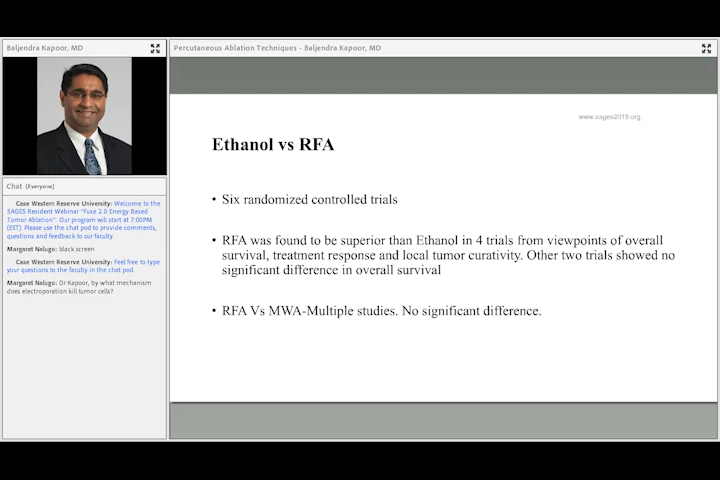 Baljendra Kapoor, MD
Percutaneous Ablation Techniques - Baljendra Kapoor, MD
Chat (Everyone)
Case Western Reserve University: Welcome to the
SAGES Resident Webinar "Fuse 2.0 Energy Based
Tumor Ablation". Our program will start at 7:00PM
(EST). Please use the chat pod to provide comments,
questions and feedback to our faculty.
Margaret Nalugo: black screen
Case Western Reserve University: Feel free to type
your questions to the faculty in the chat pod.
Margaret Nalugo: Dr Kapoor, by what mechanism
does electroporation kill tumor cells?
www.sages2019.org
Ethanol vs RFA
• Six randomized controlled trials
• RFA was found to be superior than Ethanol in 4 trials from viewpoints of overall
survival, treatment response and local tumor curativity. Other two trials showed no
significant difference in overall survival
• RFA Vs MWA-Multiple studies. No significant difference.